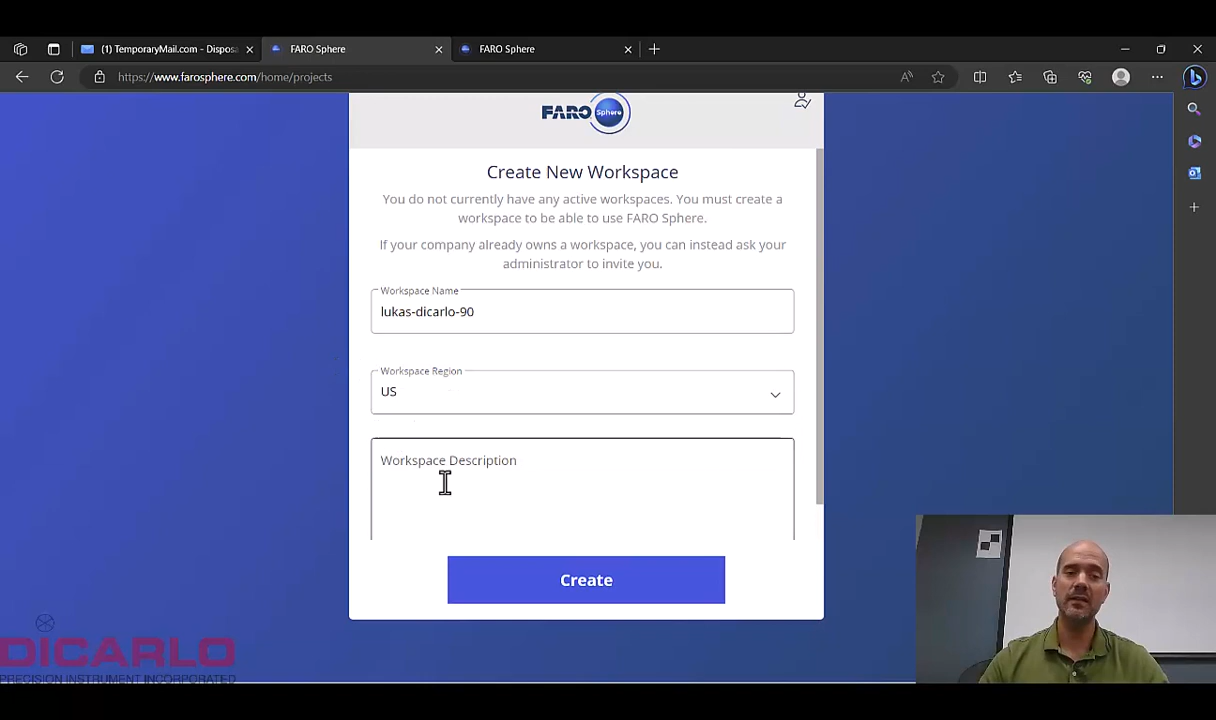 (1) TemporaryMail.com - Disposa
FARO Sphere
FARO Sphere
https://www.farosphere.com/home/projects
FARO Sphere
Create New Workspace
You do not currently have any active workspaces. You must create a
workspace to be able to use FARO Sphere.
If your company already owns a workspace, you can instead ask your
administrator to invite you.
Workspace Name
lukas-dicarlo-90
Workspace Region
US
Workspace Description
Create
DICARLO
PRECISION INSTRUMENT INCORPORATED